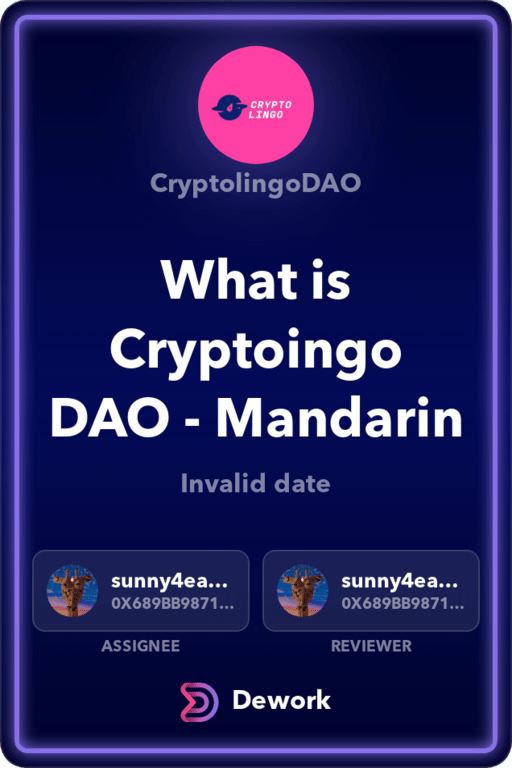 CRYPTO
LINGO
CryptolingoDAO
What is
Cryptoingo
DAO - Mandarin
Invalid date
sunny4ea...
0X689BB9871...
sunny4ea...
0X689BB9871...
ASSIGNEE
REVIEWER
Dework